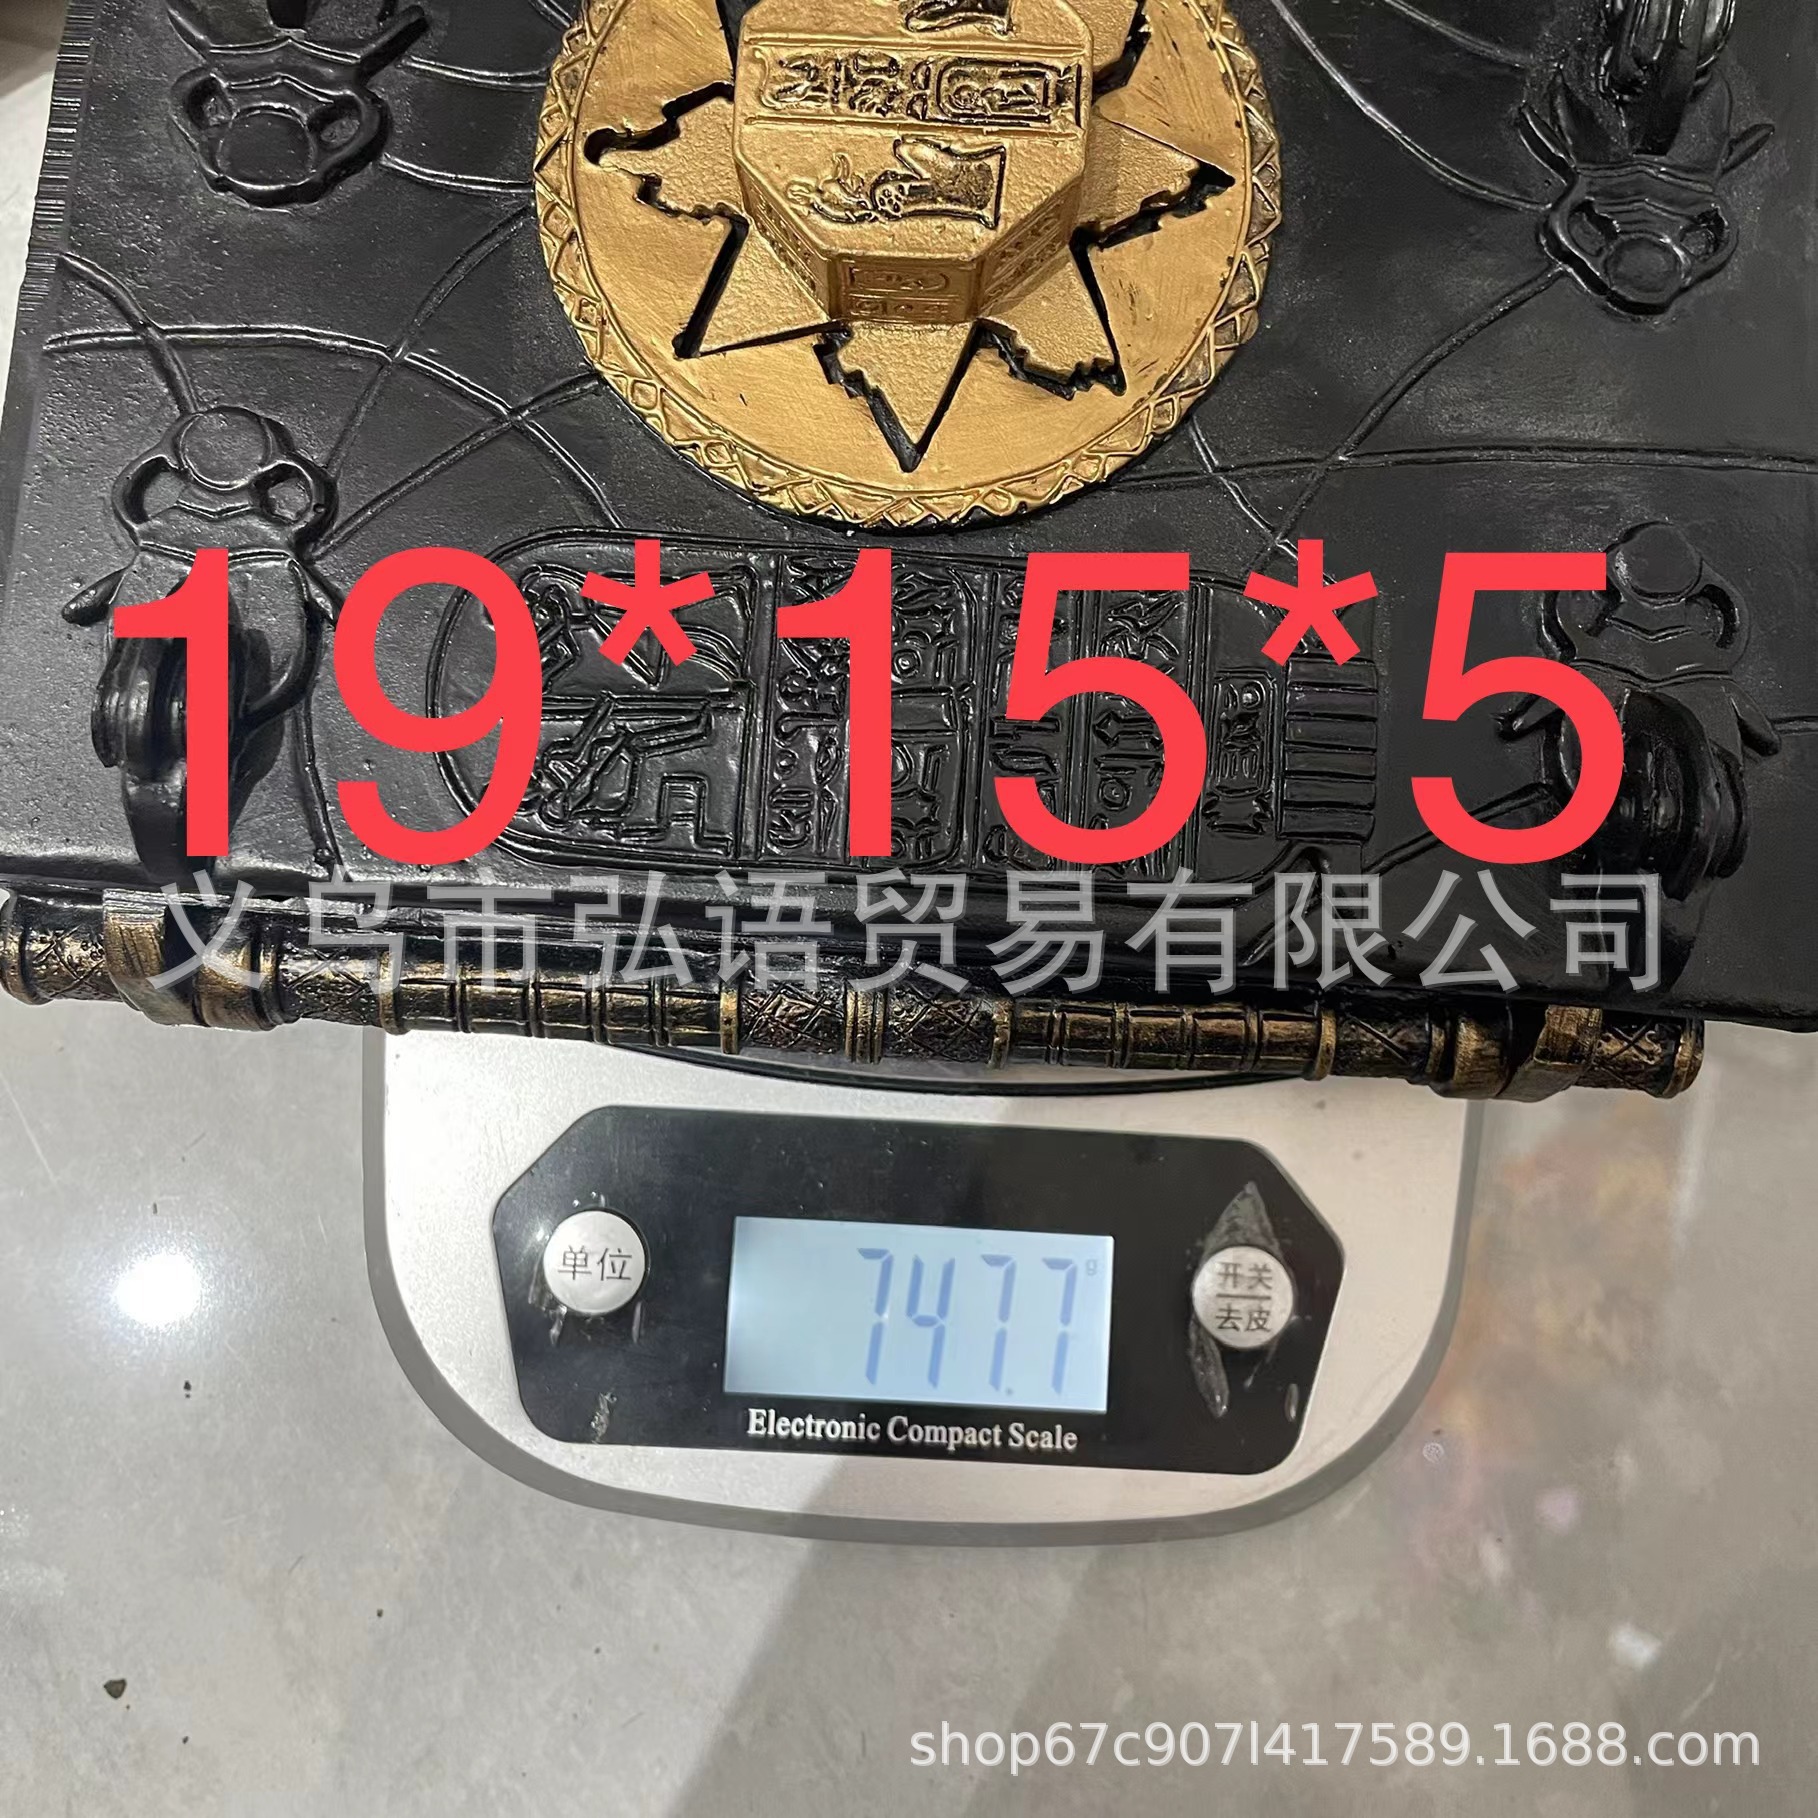 19*15*5
义乌市弘语贸易有限公司
单位
747.7 g
开关
去皮
Electronic Compact Scale
shop67c907l417589.1688.com